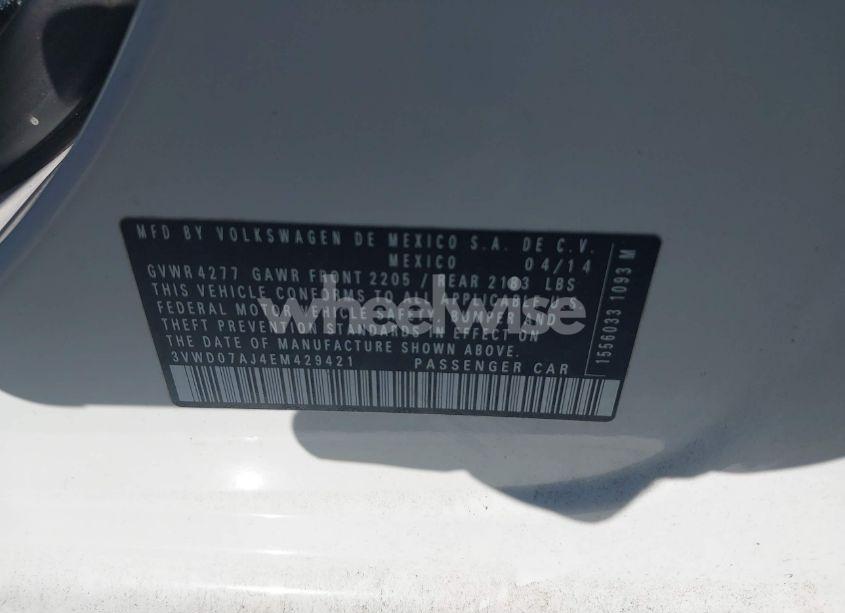 MFD BY VOLKSWAGEN DE MEXICO S.A. DE C.V.
MEXICO 04/14
GVWR 4277 GAWR FRONT 2205 / REAR 2183 LBS
THIS VEHICLE CONFORMS TO ALL APPLICABLE U.
FEDERAL MOTOR VEHICLE SAFETY, BUMPER AND
THEFT PREVENTION STANDARDS IN EFFECT ON
THE DATE OF MANUFACTURE SHOWN ABOVE.
3VWD07AJ4EM429421 PASSENGER CAR
1556033 1093 M
wheelwise